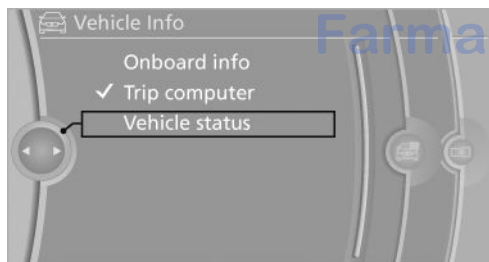 Vehicle Info
Farma
Onboard info
✓ Trip computer
Vehicle status